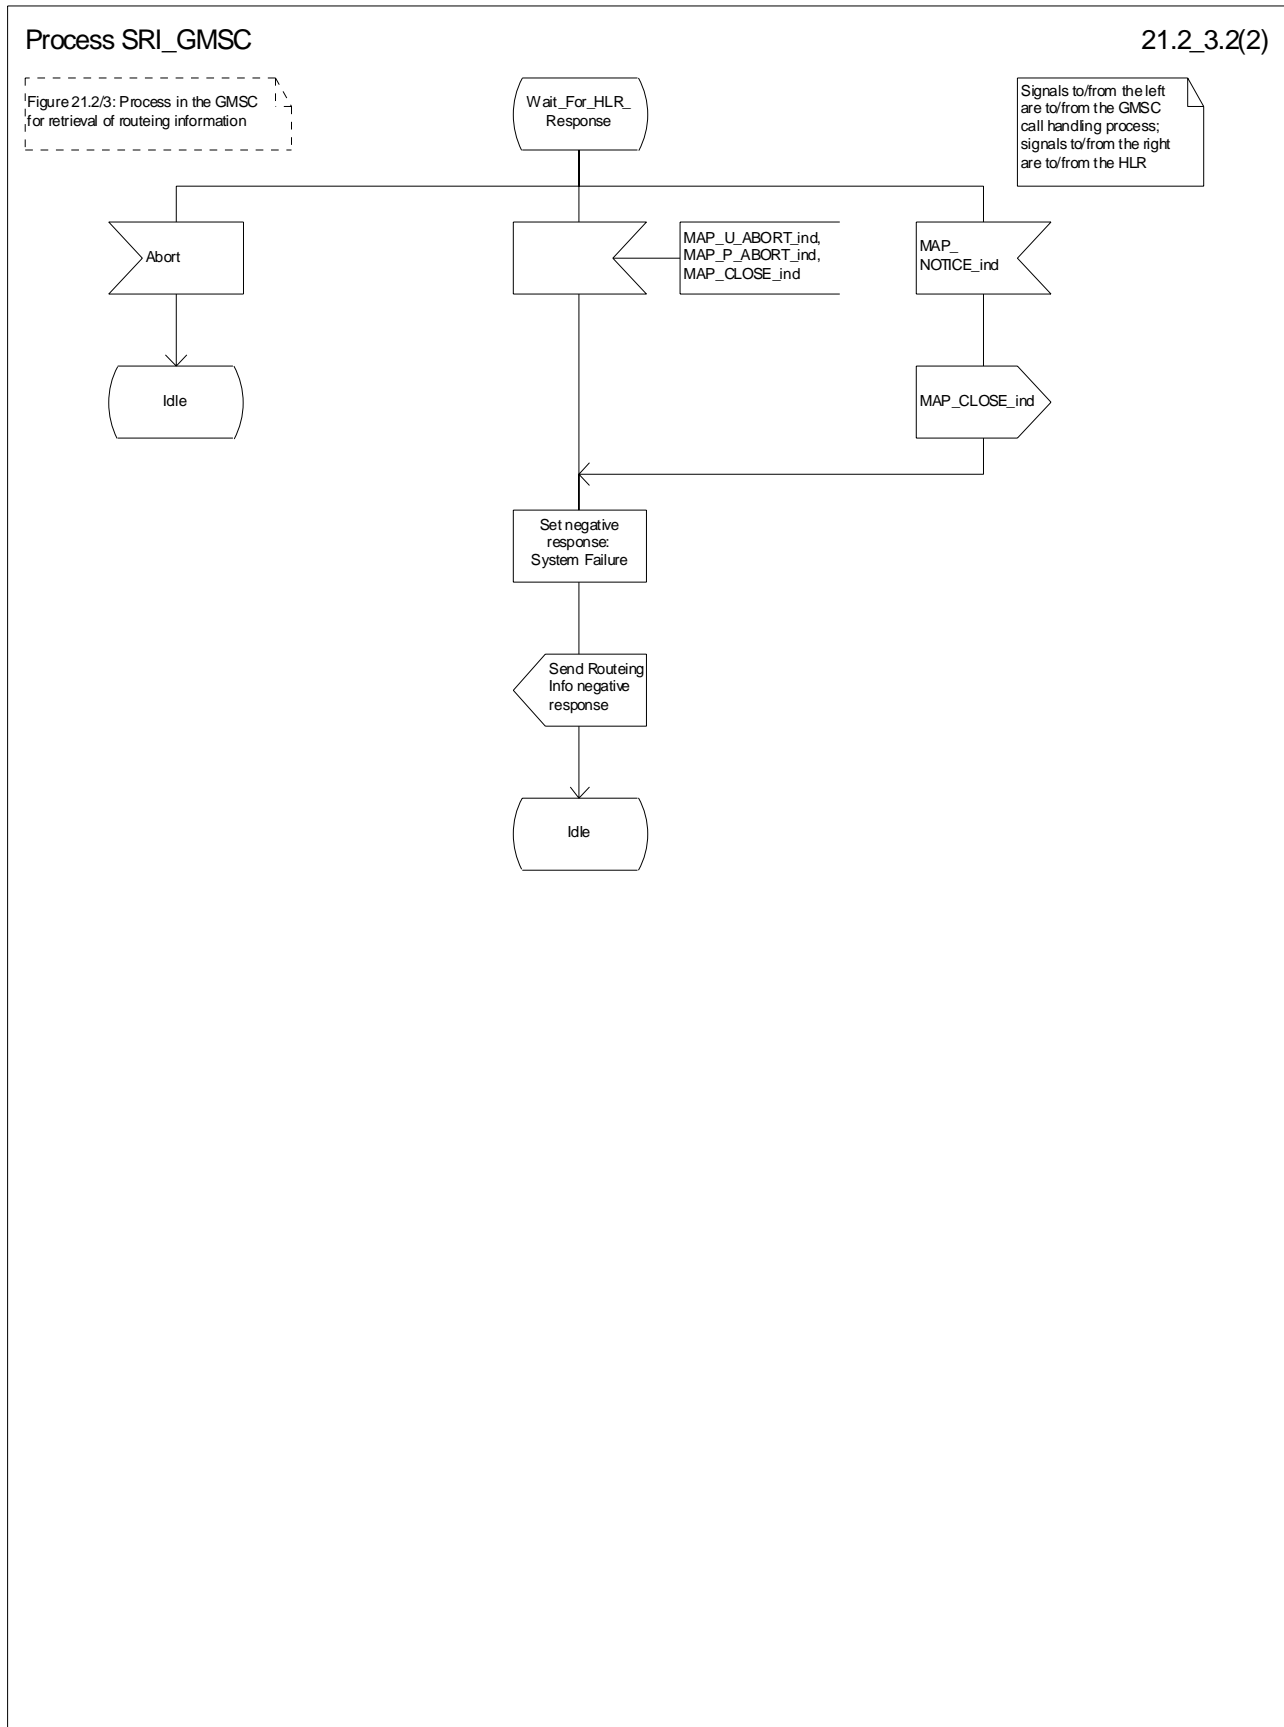 Process SRI_GMSC
21.2_3.2(2)
Figure 21.2/3: Process in the GMSC
for retrieval of routeing information
Wait_For_HLR_
Response
Signals to/from the left
are to/from the GMSC
call handling process;
signals to/from the right
are to/from the HLR
Abort
MAP_U_ABORT_ind,
MAP_P_ABORT_ind,
MAP_CLOSE_ind
MAP_
NOTICE_ind
Idle
MAP_CLOSE_ind
Set negative
response:
System Failure
Send Routeing
Info negative
response
Idle